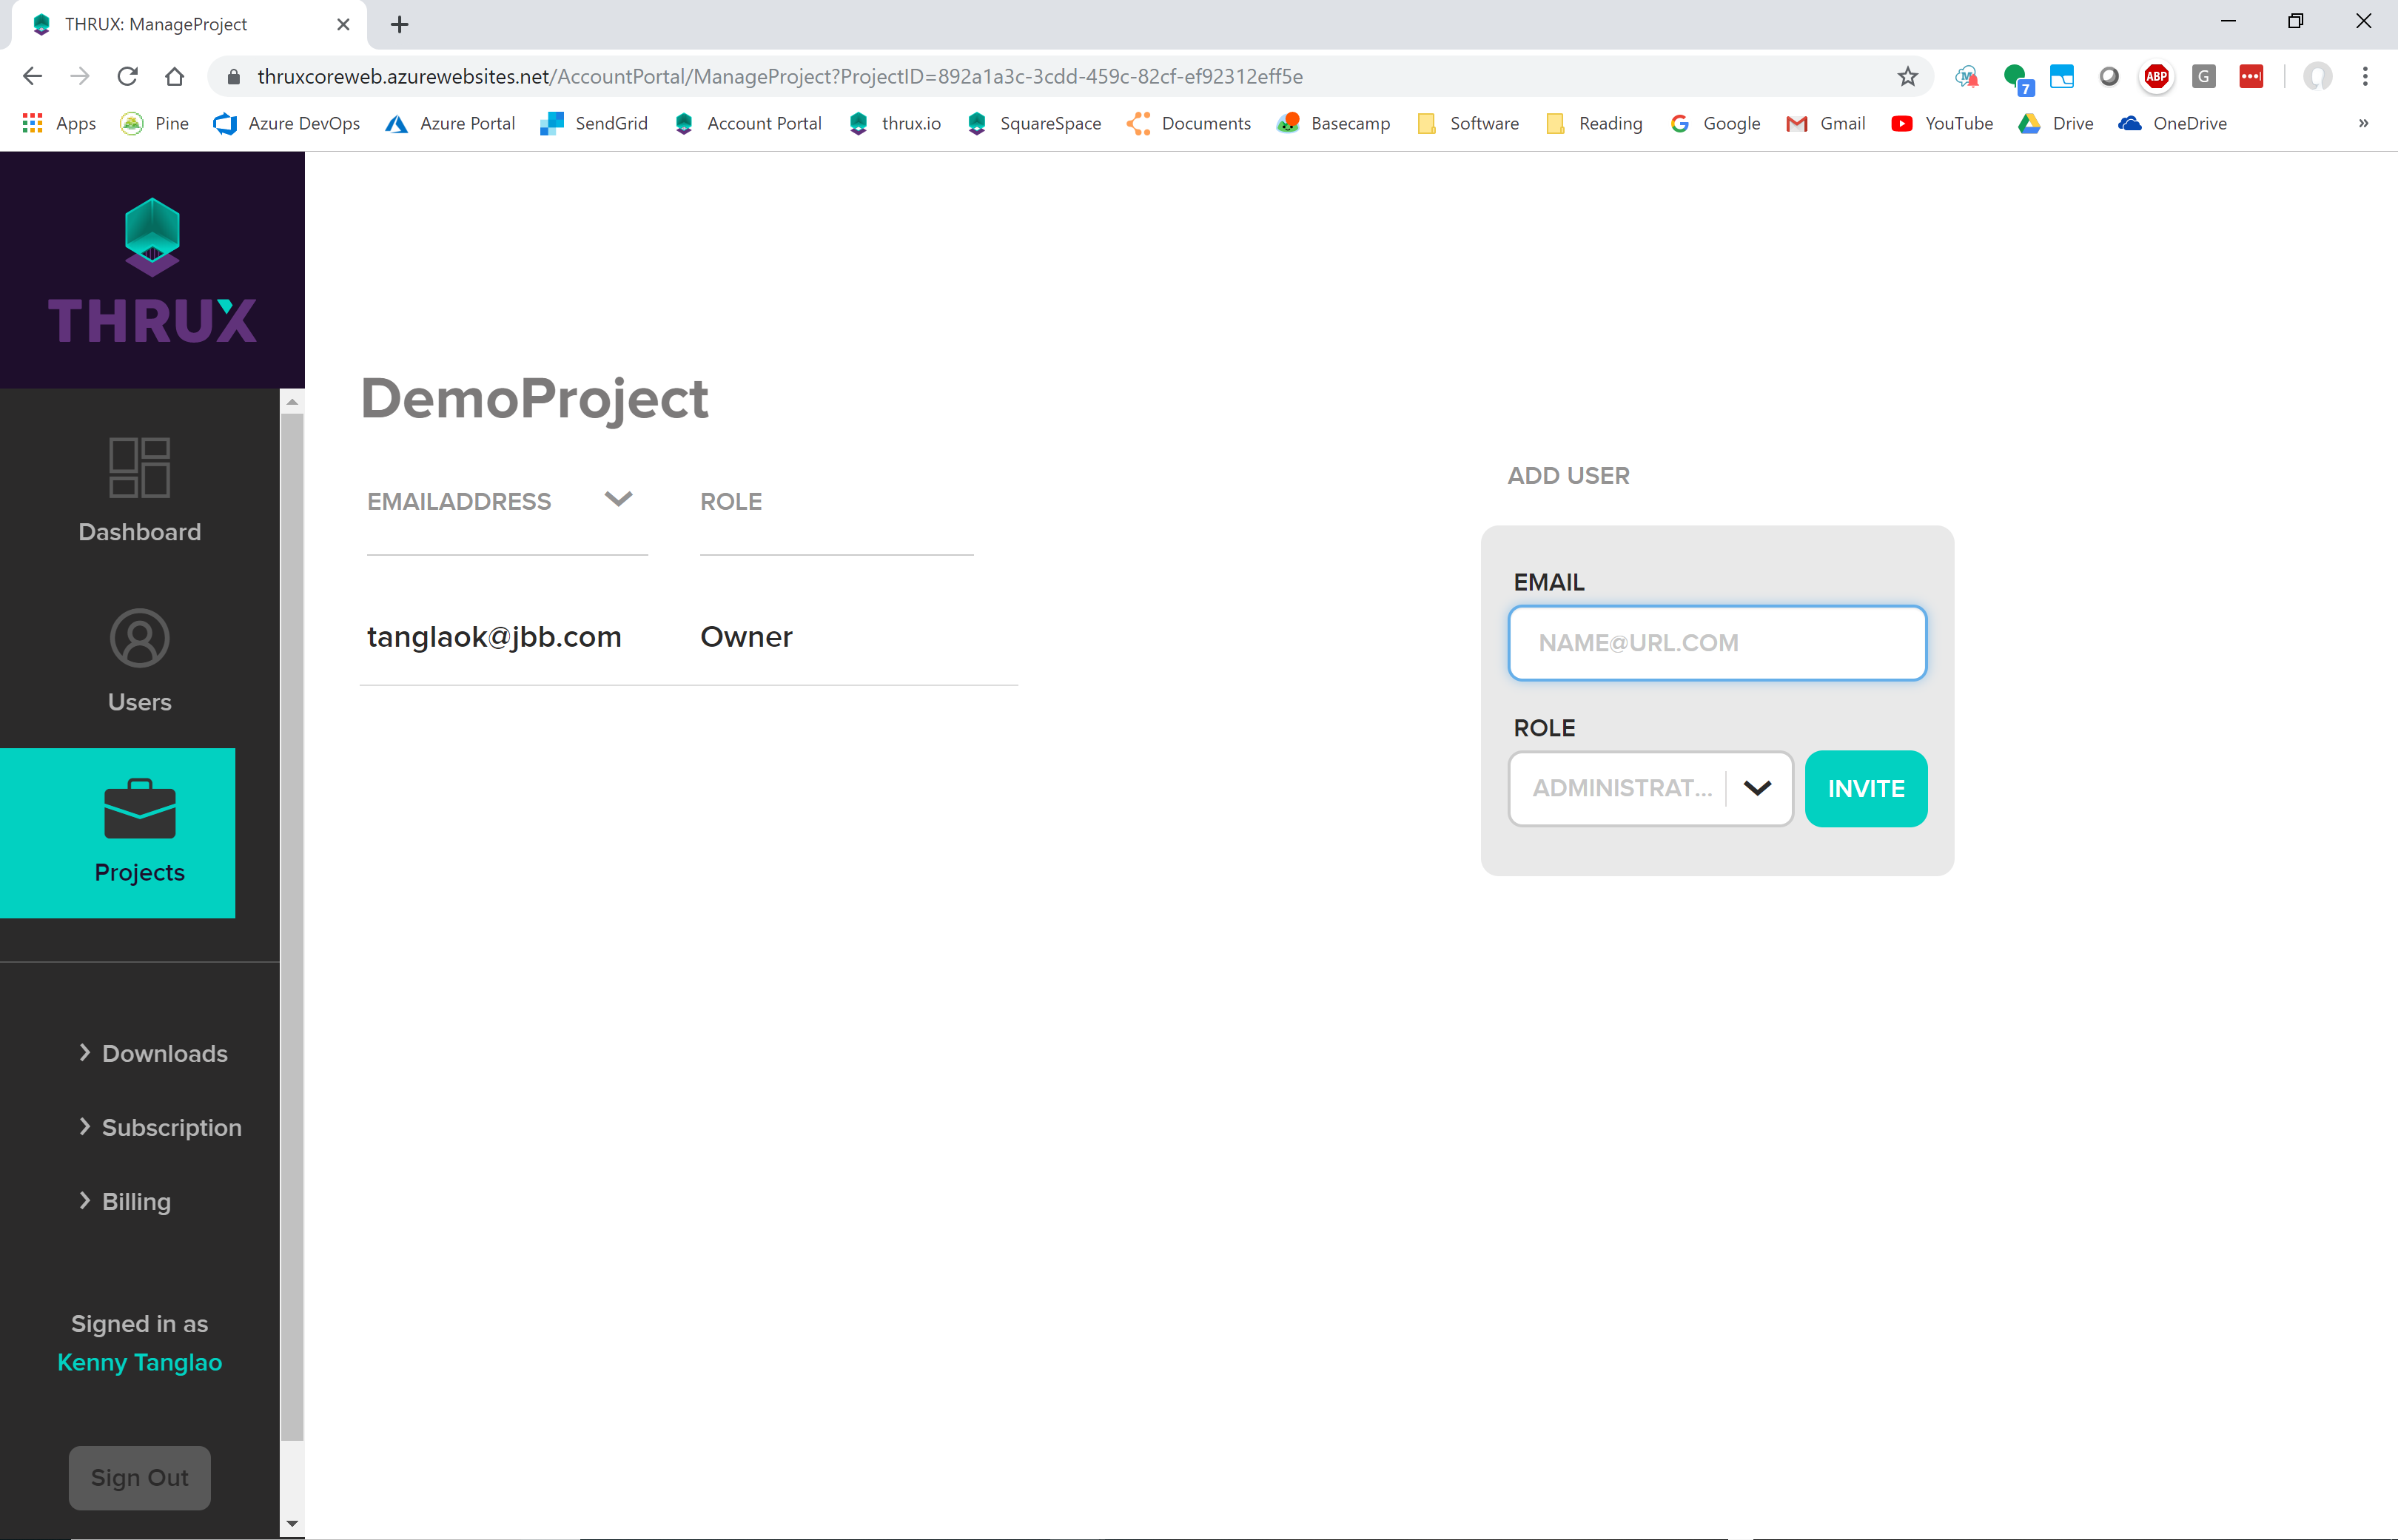 THRUX: ManageProject
thruxcoreweb.azurewebsites.net/AccountPortal/ManageProject?ProjectID=892a1a3c-3cdd-459c-82cf-ef92312eff5e
7
ABP
G
Apps Pine Azure DevOps Azure Portal SendGrid Account Portal thrux.io SquareSpace Documents Basecamp Software Reading Google Gmail YouTube Drive OneDrive »
THRUX
Dashboard
Users
Projects
Downloads
Subscription
Billing
Signed in as
Kenny Tanglao
Sign Out
DemoProject
EMAILADDRESS ROLE
tanglaok@jbb.com Owner
ADD USER
EMAIL
NAME@URL.COM
ROLE
ADMINISTRAT... INVITE